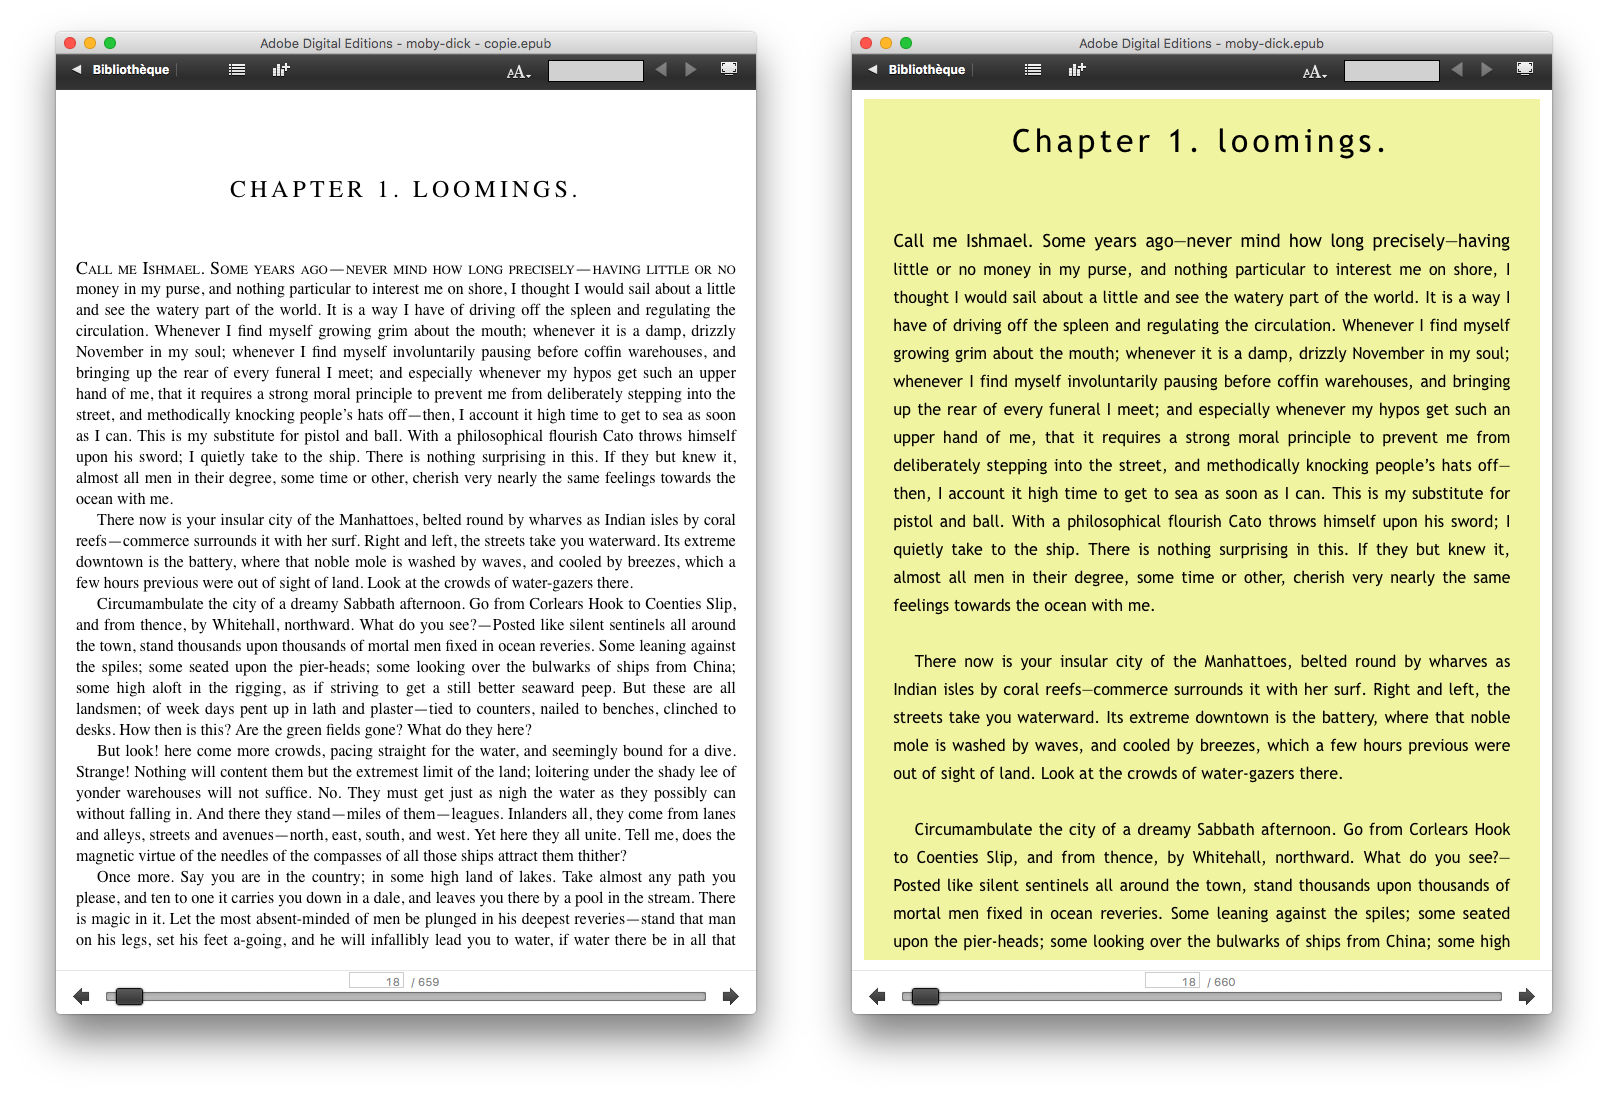 Adobe Digital Editions - moby-dick - copie.epub
Bibliothèque
AA
CHAPTER 1. LOOMINGS.
CALL ME ISHMAEL. SOME YEARS AGO—NEVER MIND HOW LONG PRECISELY—HAVING LITTLE OR NO
money in my purse, and nothing particular to interest me on shore, I thought I would sail about a little
and see the watery part of the world. It is a way I have of driving off the spleen and regulating the
circulation. Whenever I find myself growing grim about the mouth; whenever it is a damp, drizzly
November in my soul; whenever I find myself involuntarily pausing before coffin warehouses, and
bringing up the rear of every funeral I meet; and especially whenever my hypos get such an upper
hand of me, that it requires a strong moral principle to prevent me from deliberately stepping into the
street, and methodically knocking people’s hats off—then, I account it high time to get to sea as soon
as I can. This is my substitute for pistol and ball. With a philosophical flourish Cato throws himself
upon his sword; I quietly take to the ship. There is nothing surprising in this. If they but knew it,
almost all men in their degree, some time or other, cherish very nearly the same feelings towards the
ocean with me.
There now is your insular city of the Manhattoes, belted round by wharves as Indian isles by coral
reefs—commerce surrounds it with her surf. Right and left, the streets take you waterward. Its extreme
downtown is the battery, where that noble mole is washed by waves, and cooled by breezes, which a
few hours previous were out of sight of land. Look at the crowds of water-gazers there.
Circumambulate the city of a dreamy Sabbath afternoon. Go from Corlears Hook to Coenties Slip,
and from thence, by Whitehall, northward. What do you see?—Posted like silent sentinels all around
the town, stand thousands upon thousands of mortal men fixed in ocean reveries. Some leaning against
the spiles; some seated upon the pier-heads; some looking over the bulwarks of ships from China;
some high aloft in the rigging, as if striving to get a still better seaward peep. But these are all
landsmen; of week days pent up in lath and plaster—tied to counters, nailed to benches, clinched to
desks. How then is this? Are the green fields gone? What do they here?
But look! here come more crowds, pacing straight for the water, and seemingly bound for a dive.
Strange! Nothing will content them but the extremest limit of the land; loitering under the shady lee of
yonder warehouses will not suffice. No. They must get just as nigh the water as they possibly can
without falling in. And there they stand—miles of them—leagues. Inlanders all, they come from lanes
and alleys, streets and avenues—north, east, south, and west. Yet here they all unite. Tell me, does the
magnetic virtue of the needles of the compasses of all those ships attract them thither?
Once more. Say you are in the country; in some high land of lakes. Take almost any path you
please, and ten to one it carries you down in a dale, and leaves you there by a pool in the stream. There
is magic in it. Let the most absent-minded of men be plunged in his deepest reveries—stand that man
on his legs, set his feet a-going, and he will infallibly lead you to water, if water there be in all that
18 / 659
Adobe Digital Editions - moby-dick.epub
Bibliothèque
AA
Chapter 1. loomings.
Call me Ishmael. Some years ago—never mind how long precisely—having
little or no money in my purse, and nothing particular to interest me on shore, I
thought I would sail about a little and see the watery part of the world. It is a way I
have of driving off the spleen and regulating the circulation. Whenever I find myself
growing grim about the mouth; whenever it is a damp, drizzly November in my soul;
whenever I find myself involuntarily pausing before coffin warehouses, and bringing
up the rear of every funeral I meet; and especially whenever my hypos get such an
upper hand of me, that it requires a strong moral principle to prevent me from
deliberately stepping into the street, and methodically knocking people’s hats off—
then, I account it high time to get to sea as soon as I can. This is my substitute for
pistol and ball. With a philosophical flourish Cato throws himself upon his sword; I
quietly take to the ship. There is nothing surprising in this. If they but knew it,
almost all men in their degree, some time or other, cherish very nearly the same
feelings towards the ocean with me.
There now is your insular city of the Manhattoes, belted round by wharves as
Indian isles by coral reefs—commerce surrounds it with her surf. Right and left, the
streets take you waterward. Its extreme downtown is the battery, where that noble
mole is washed by waves, and cooled by breezes, which a few hours previous were
out of sight of land. Look at the crowds of water-gazers there.
Circumambulate the city of a dreamy Sabbath afternoon. Go from Corlears Hook
to Coenties Slip, and from thence, by Whitehall, northward. What do you see?—
Posted like silent sentinels all around the town, stand thousands upon thousands of
mortal men fixed in ocean reveries. Some leaning against the spiles; some seated
upon the pier-heads; some looking over the bulwarks of ships from China; some high
18 / 660